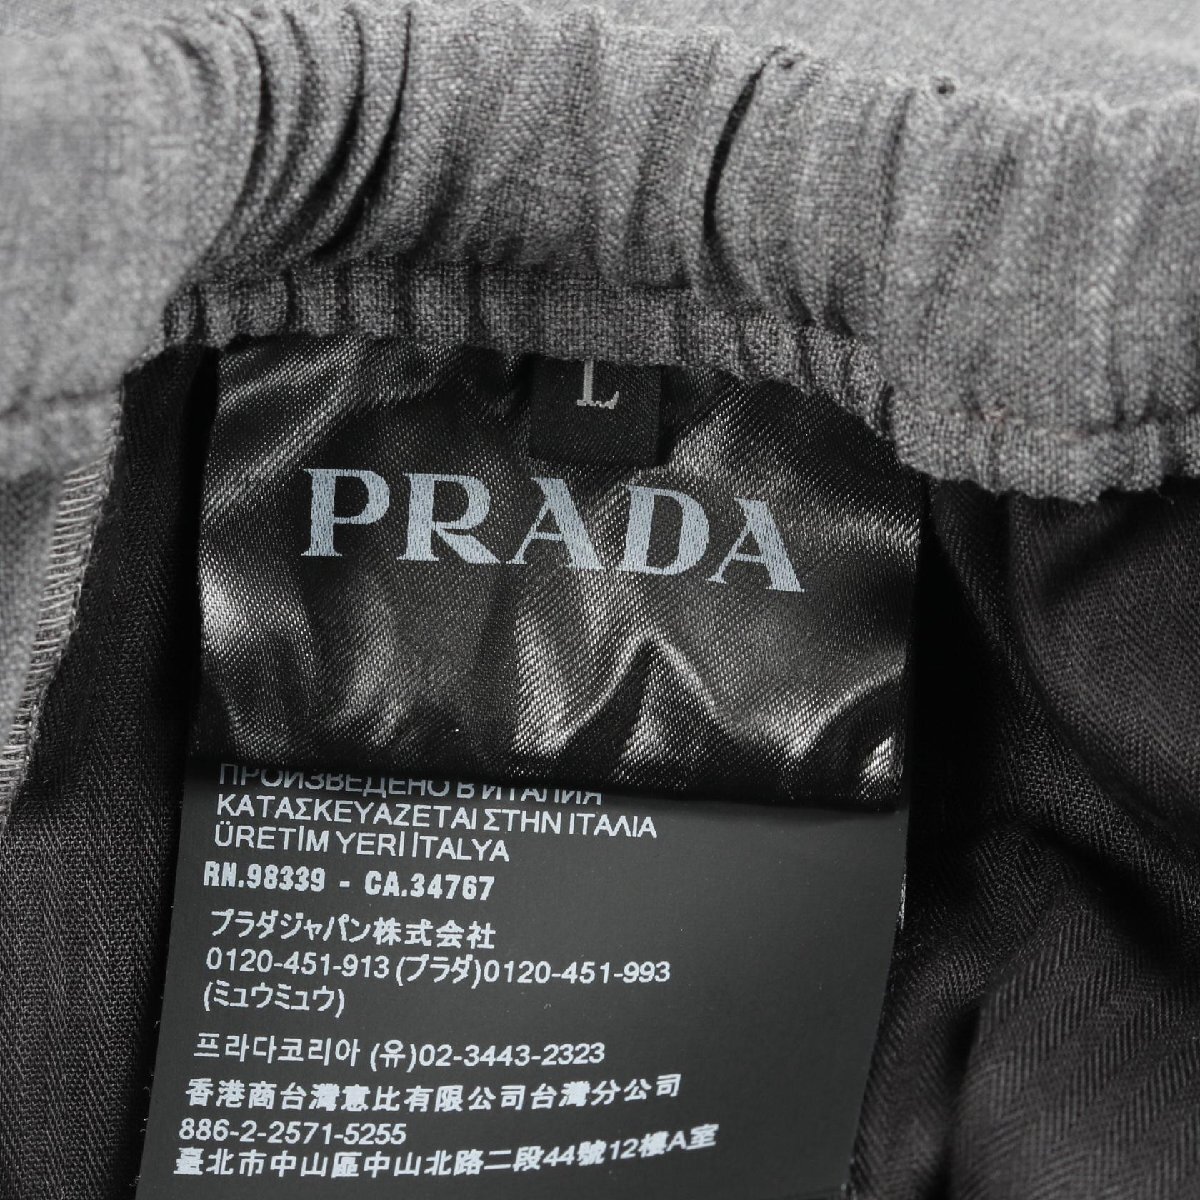 L
PRADA
ПРОИЗВЕДЕНО В ИТАЛИЯ
ΚΑΤΑΣΚΕΥΑΖΕΤΑΙ ΣΤΗΝ ΙΤΑΛΙΑ
ÜRETİM YERİ İTALYA
RN.98339 - CA.34767
プラダジャパン株式会社
0120-451-913 (プラダ)0120-451-993
(ミュウミュウ)
프라다코리아 (유)02-3443-2323
香港商台灣意比有限公司台灣分公司
886-2-2571-5255
臺北市中山區中山北路二段44號12樓A室